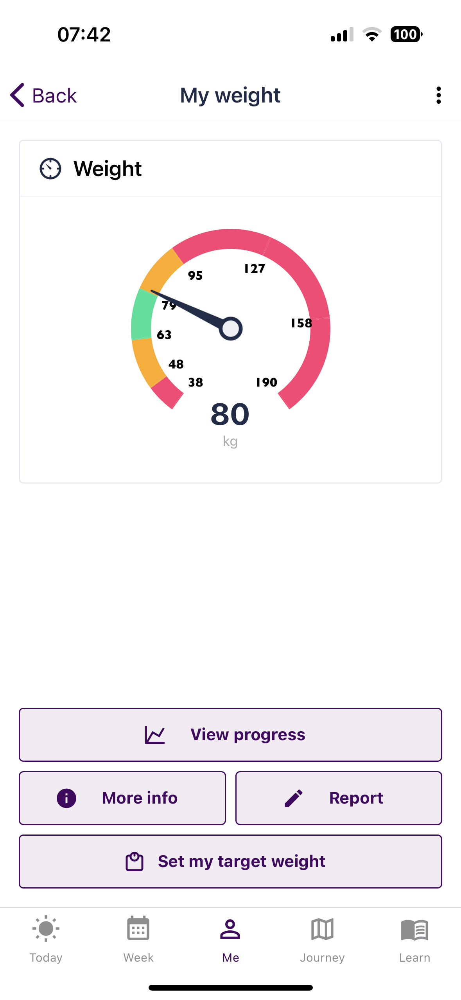 07:42
100
Back
My weight
Weight
127
95
79
158
63
48
38
190
80
kg
View progress
More info
Report
Set my target weight
Today
Week
Me
Journey
Learn